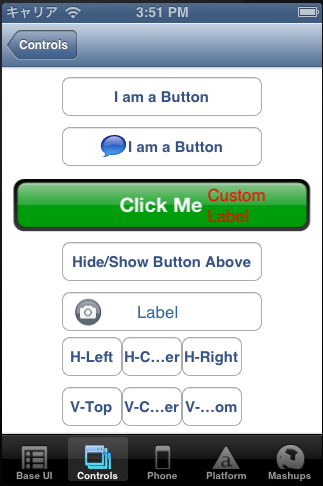 キャリア 3:51 PM
Controls
I am a Button
I am a Button
Click Me Custom
Label
Hide/Show Button Above
Label
H-Left H-C...er H-Right
V-Top V-C...er V-...om
Base UI Controls Phone Platform Mashups